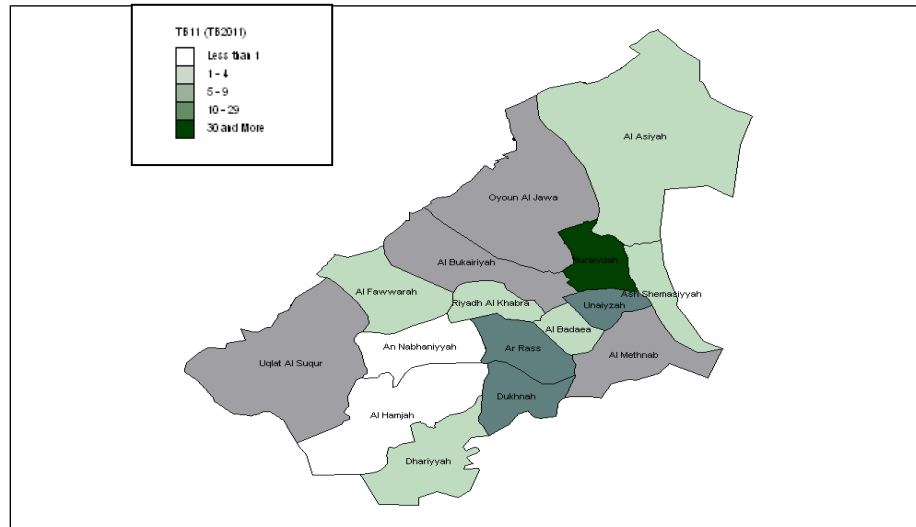 TB11 (TB2011)
Less than 1
1 - 4
5 - 9
10 - 29
30 and More
Al Asiyah
Oyoun Al Jawa
Buraiydah
Al Bukairiyah
Ash Shemasiyyah
Al Fawwarah
Riyadh Al Khabra
Unaiyzah
Al Badaea
An Nabhaniyyah
Ar Rass
Al Methnab
Uqlat Al Suqur
Dukhnah
Al Hamjah
Dhariyyah